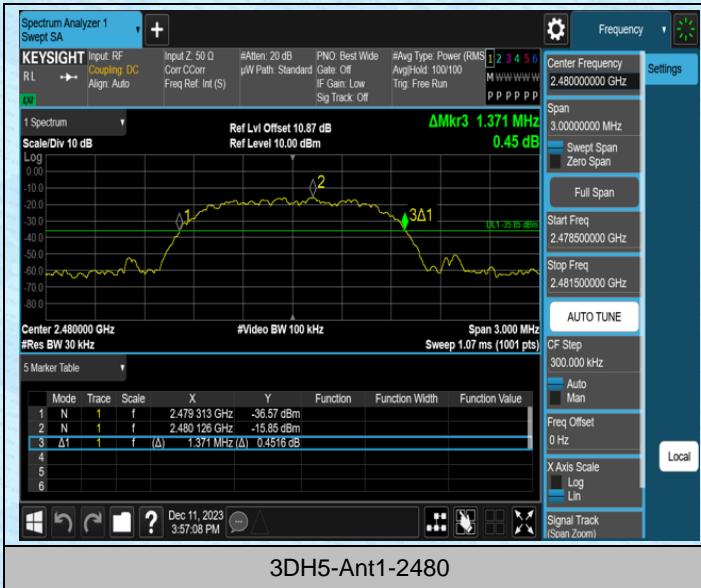 Spectrum Analyzer 1
Swept SA
+
Frequency
KEYSIGHT
RL
LXI
Input: RF
Coupling: DC
Align: Auto
Input Z: 50 Ω
Corr CCorr
Freq Ref: Int (S)
#Atten: 20 dB
µW Path: Standard
PNO: Best Wide
Gate: Off
IF Gain: Low
Sig Track: Off
#Avg Type: Power (RMS
Avg|Hold: 100/100
Trig: Free Run
1 2 3 4 5 6
M W W W W W
P P P P P P
1 Spectrum
Scale/Div 10 dB
Ref Lvl Offset 10.87 dB
Ref Level 10.00 dBm
ΔMkr3 1.371 MHz
0.45 dB
Log
0.00
-10.0
-20.0
-30.0
-40.0
-50.0
-60.0
-70.0
-80.0
1
2
3Δ1
DL1 -35.85 dBm
Center 2.480000 GHz
#Res BW 30 kHz
#Video BW 100 kHz
Span 3.000 MHz
Sweep 1.07 ms (1001 pts)
5 Marker Table
Mode Trace Scale X Y Function Function Width Function Value
1 N 1 f 2.479 313 GHz -36.57 dBm
2 N 1 f 2.480 126 GHz -15.85 dBm
3 Δ1 1 f (Δ) 1.371 MHz (Δ) 0.4516 dB
4
5
6
Dec 11, 2023
3:57:08 PM
Center Frequency
2.480000000 GHz
Settings
Span
3.00000000 MHz
Swept Span
Zero Span
Full Span
Start Freq
2.478500000 GHz
Stop Freq
2.481500000 GHz
AUTO TUNE
CF Step
300.000 kHz
Auto
Man
Freq Offset
0 Hz
X Axis Scale
Log
Lin
Signal Track
(Span Zoom)
Local
3DH5-Ant1-2480